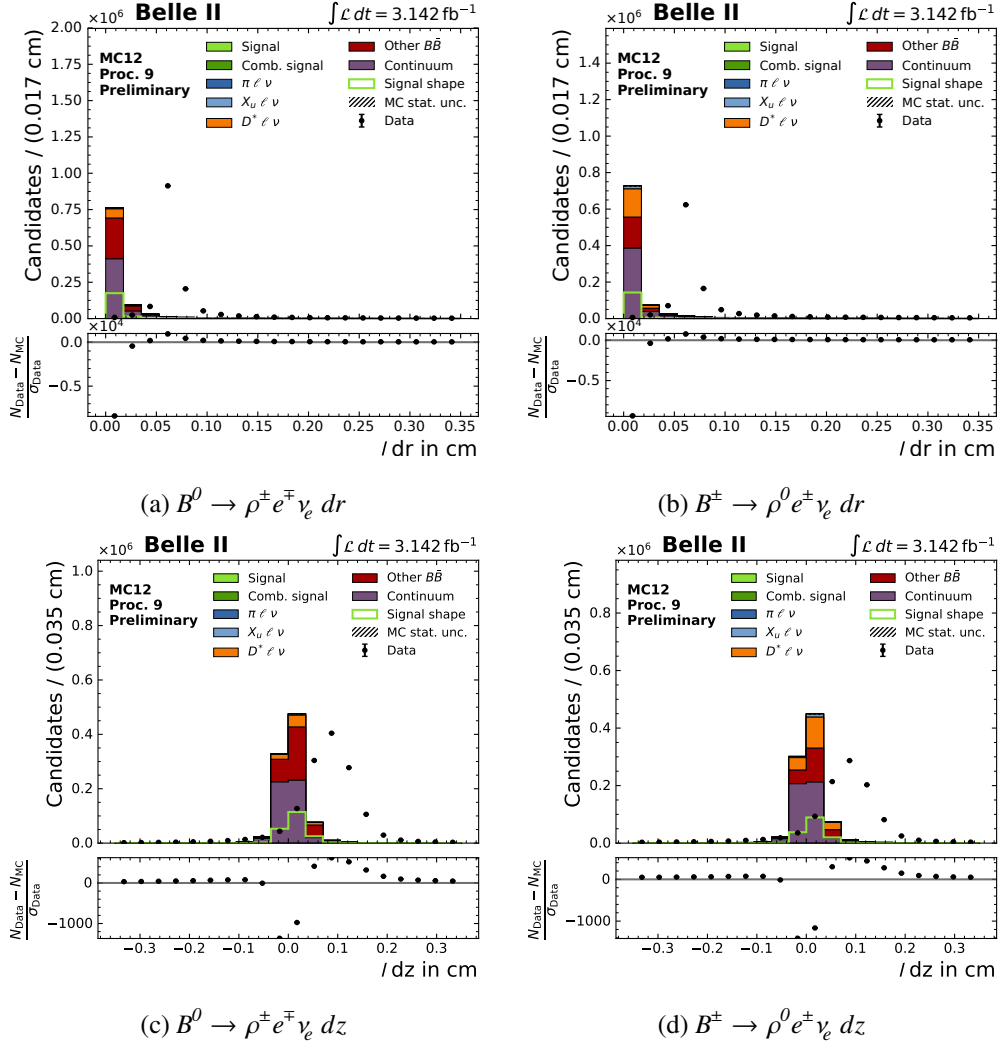 ×10⁶ Belle II ∫ℒ dt = 3.142 fb⁻¹
MC12
Proc. 9
Preliminary
Signal
Comb. signal
π ℓ ν
X_u ℓ ν
D* ℓ ν
Other BB̄
Continuum
Signal shape
MC stat. unc.
Data
Candidates / (0.017 cm)
2.00
1.75
1.50
1.25
1.00
0.75
0.50
0.25
0.00
×10⁴
0.0
−0.5
(N_Data − N_MC) / σ_Data
0.00 0.05 0.10 0.15 0.20 0.25 0.30 0.35
l dr in cm
(a) B⁰ → ρ^± e^∓ ν_e dr
×10⁶ Belle II ∫ℒ dt = 3.142 fb⁻¹
MC12
Proc. 9
Preliminary
Signal
Comb. signal
π ℓ ν
X_u ℓ ν
D* ℓ ν
Other BB̄
Continuum
Signal shape
MC stat. unc.
Data
Candidates / (0.017 cm)
1.4
1.2
1.0
0.8
0.6
0.4
0.2
0.0
×10⁴
0.0
−0.5
(N_Data − N_MC) / σ_Data
0.00 0.05 0.10 0.15 0.20 0.25 0.30 0.35
l dr in cm
(b) B^± → ρ⁰ e^± ν_e dr
×10⁶ Belle II ∫ℒ dt = 3.142 fb⁻¹
MC12
Proc. 9
Preliminary
Signal
Comb. signal
π ℓ ν
X_u ℓ ν
D* ℓ ν
Other BB̄
Continuum
Signal shape
MC stat. unc.
Data
Candidates / (0.035 cm)
1.0
0.8
0.6
0.4
0.2
0.0
0
−1000
(N_Data − N_MC) / σ_Data
−0.3 −0.2 −0.1 0.0 0.1 0.2 0.3
l dz in cm
(c) B⁰ → ρ^± e^∓ ν_e dz
×10⁶ Belle II ∫ℒ dt = 3.142 fb⁻¹
MC12
Proc. 9
Preliminary
Signal
Comb. signal
π ℓ ν
X_u ℓ ν
D* ℓ ν
Other BB̄
Continuum
Signal shape
MC stat. unc.
Data
Candidates / (0.035 cm)
0.8
0.6
0.4
0.2
0.0
0
−1000
(N_Data − N_MC) / σ_Data
−0.3 −0.2 −0.1 0.0 0.1 0.2 0.3
l dz in cm
(d) B^± → ρ⁰ e^± ν_e dz